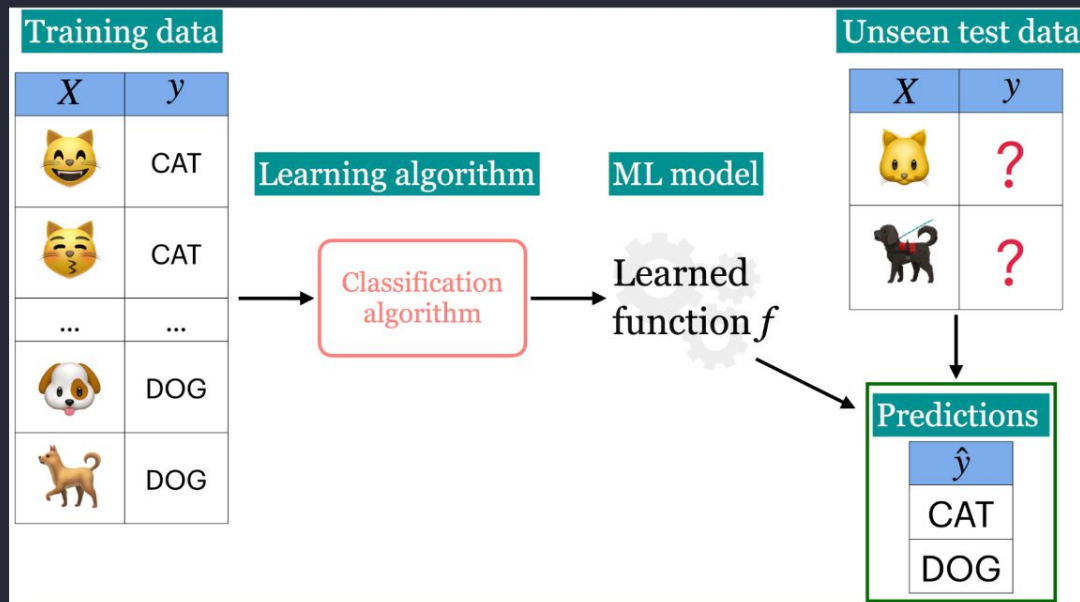 Training data
X y
CAT
CAT
... ...
DOG
DOG
Learning algorithm
Classification
algorithm
ML model
Learned
function f
Unseen test data
X y
?
?
Predictions
ŷ
CAT
DOG